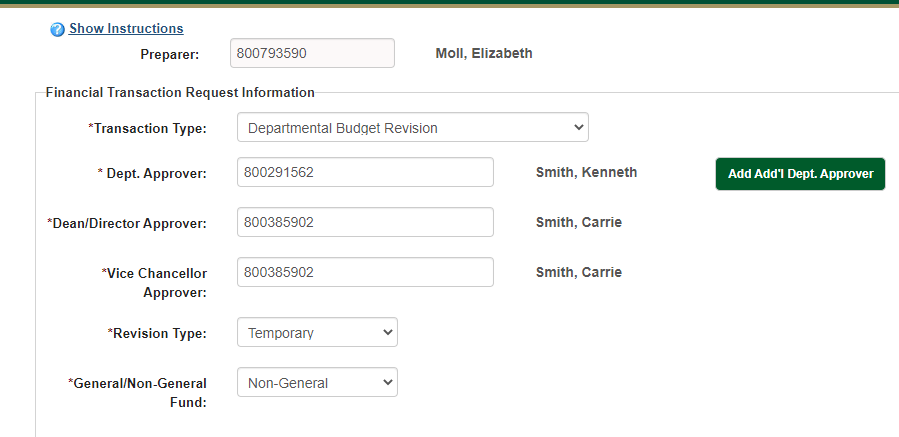 Show Instructions
Preparer: 800793590 Moll, Elizabeth
Financial Transaction Request Information
*Transaction Type: Departmental Budget Revision
* Dept. Approver: 800291562 Smith, Kenneth Add Add'l Dept. Approver
*Dean/Director Approver: 800385902 Smith, Carrie
*Vice Chancellor Approver: 800385902 Smith, Carrie
*Revision Type: Temporary
*General/Non-General Fund: Non-General